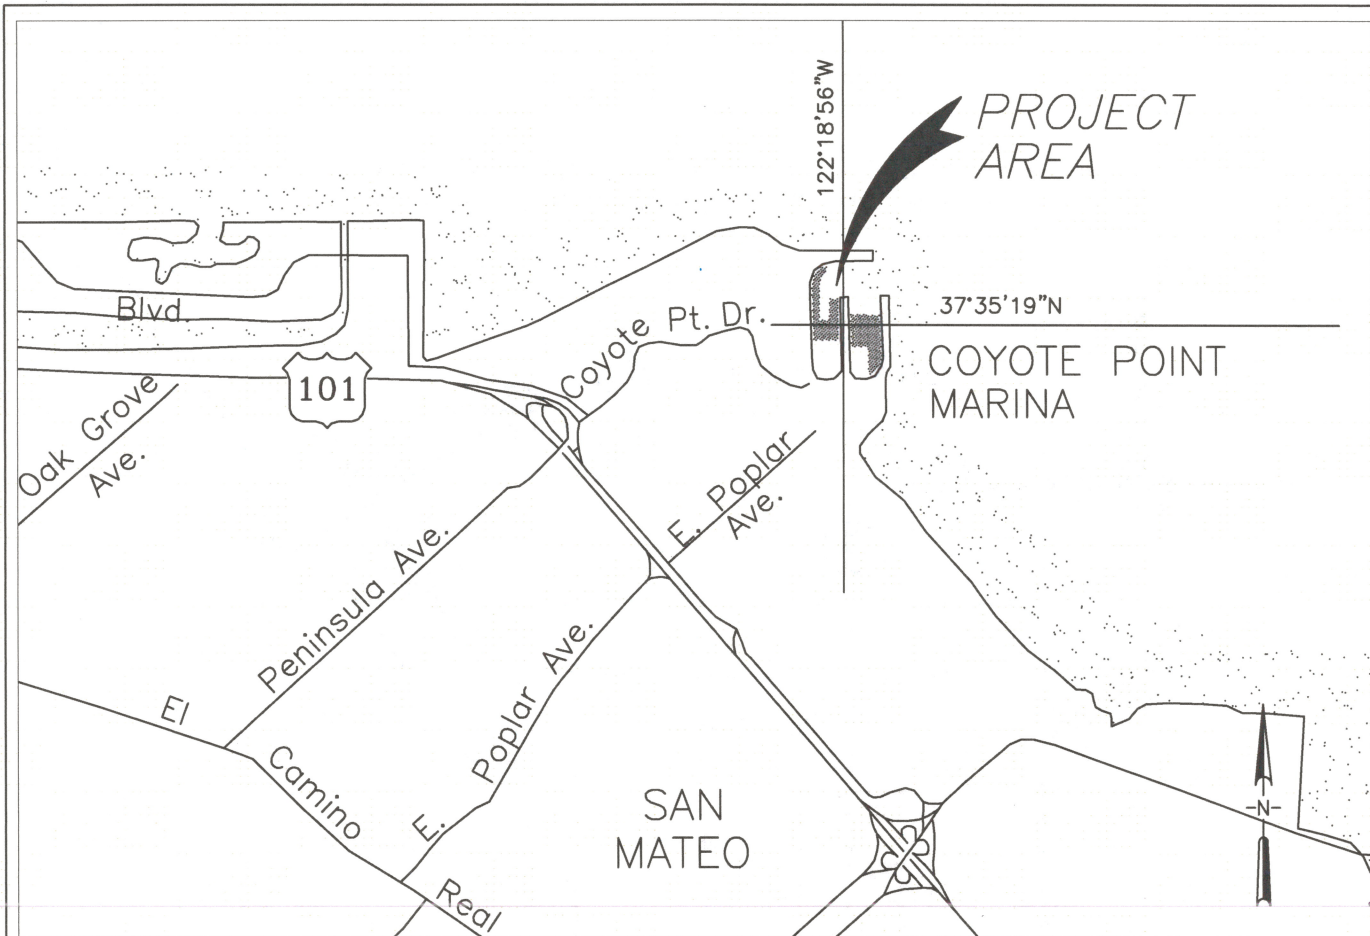 122°18'56"W
PROJECT
AREA
37°35'19"N
COYOTE POINT
MARINA
Blvd.
101
Coyote Pt. Dr.
Oak Grove
Ave.
E. Poplar
Ave.
Peninsula Ave.
E. Poplar Ave.
El
Camino
Real
SAN
MATEO
-N-